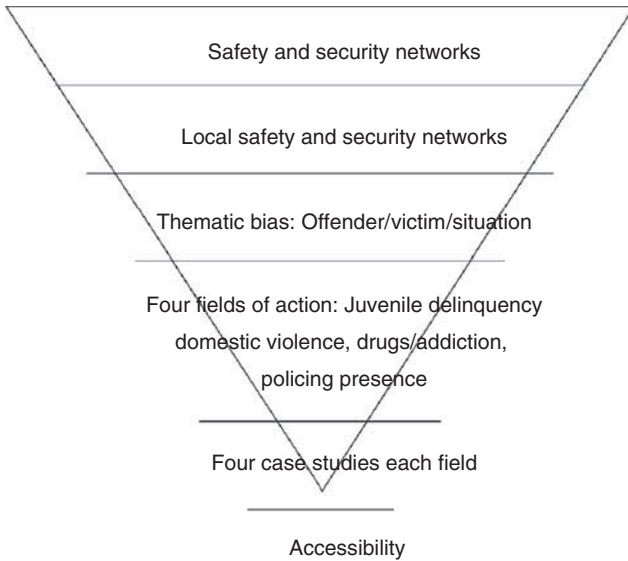 Safety and security networks
Local safety and security networks
Thematic bias: Offender/victim/situation
Four fields of action: Juvenile delinquency
domestic violence, drugs/addiction,
policing presence
Four case studies each field
Accessibility